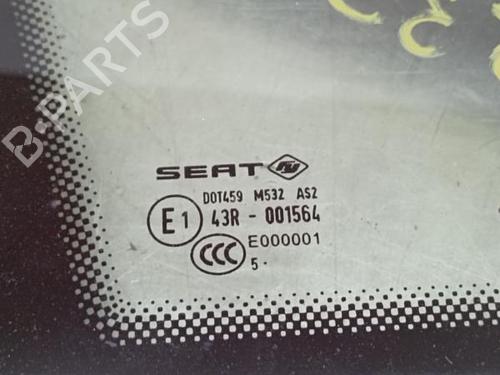 B-PARTS
SEAT
DOT459 M532 AS2
E1 43R - 001564
CCC E000001
5.